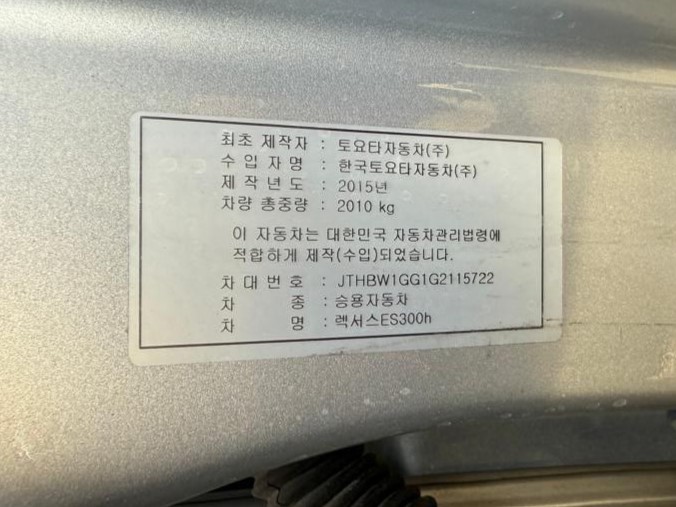 최초 제작자 : 토요타자동차(주)
수 입 자 명 : 한국토요타자동차(주)
제 작 년 도 : 2015년
차량 총중량 : 2010 kg
이 자동차는 대한민국 자동차관리법령에
적합하게 제작(수입)되었습니다.
차 대 번 호 : JTHBW1GG1G2115722
차 종 : 승용자동차
차 명 : 렉서스ES300h